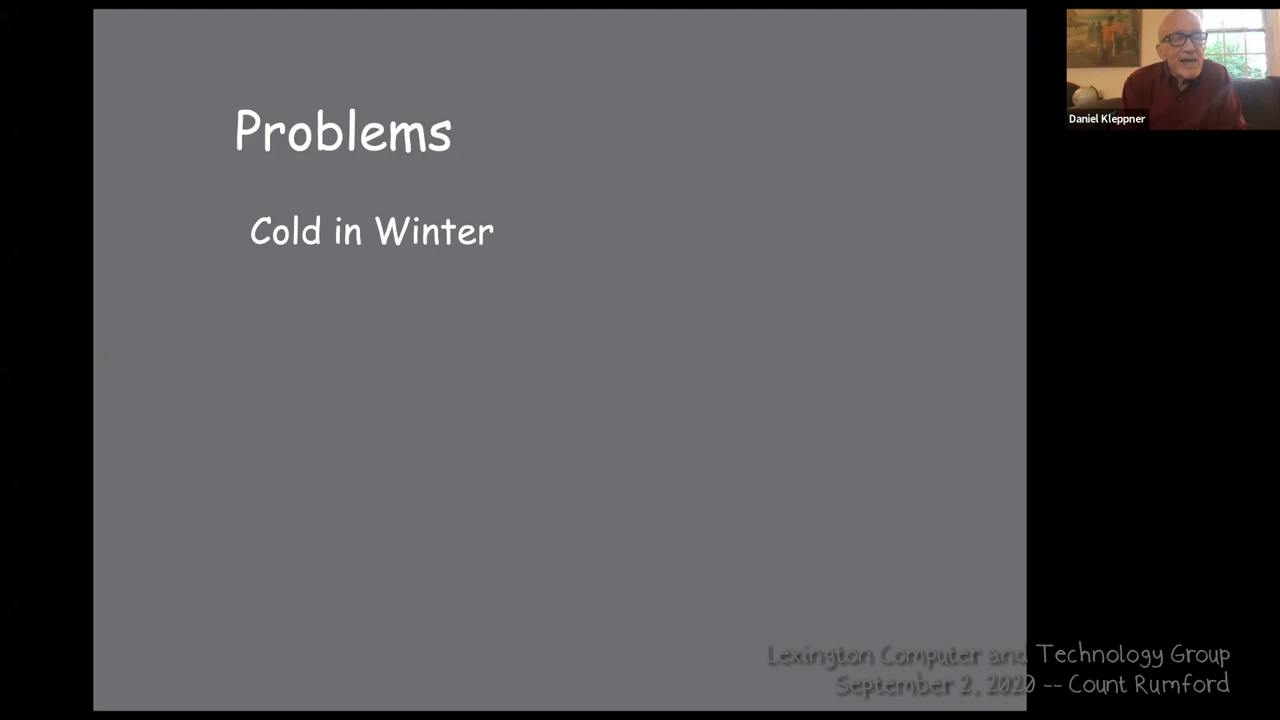 Problems
Cold in Winter
Daniel Kleppner
Lexington Computer and Technology Group
September 2, 2020 -- Count Rumford